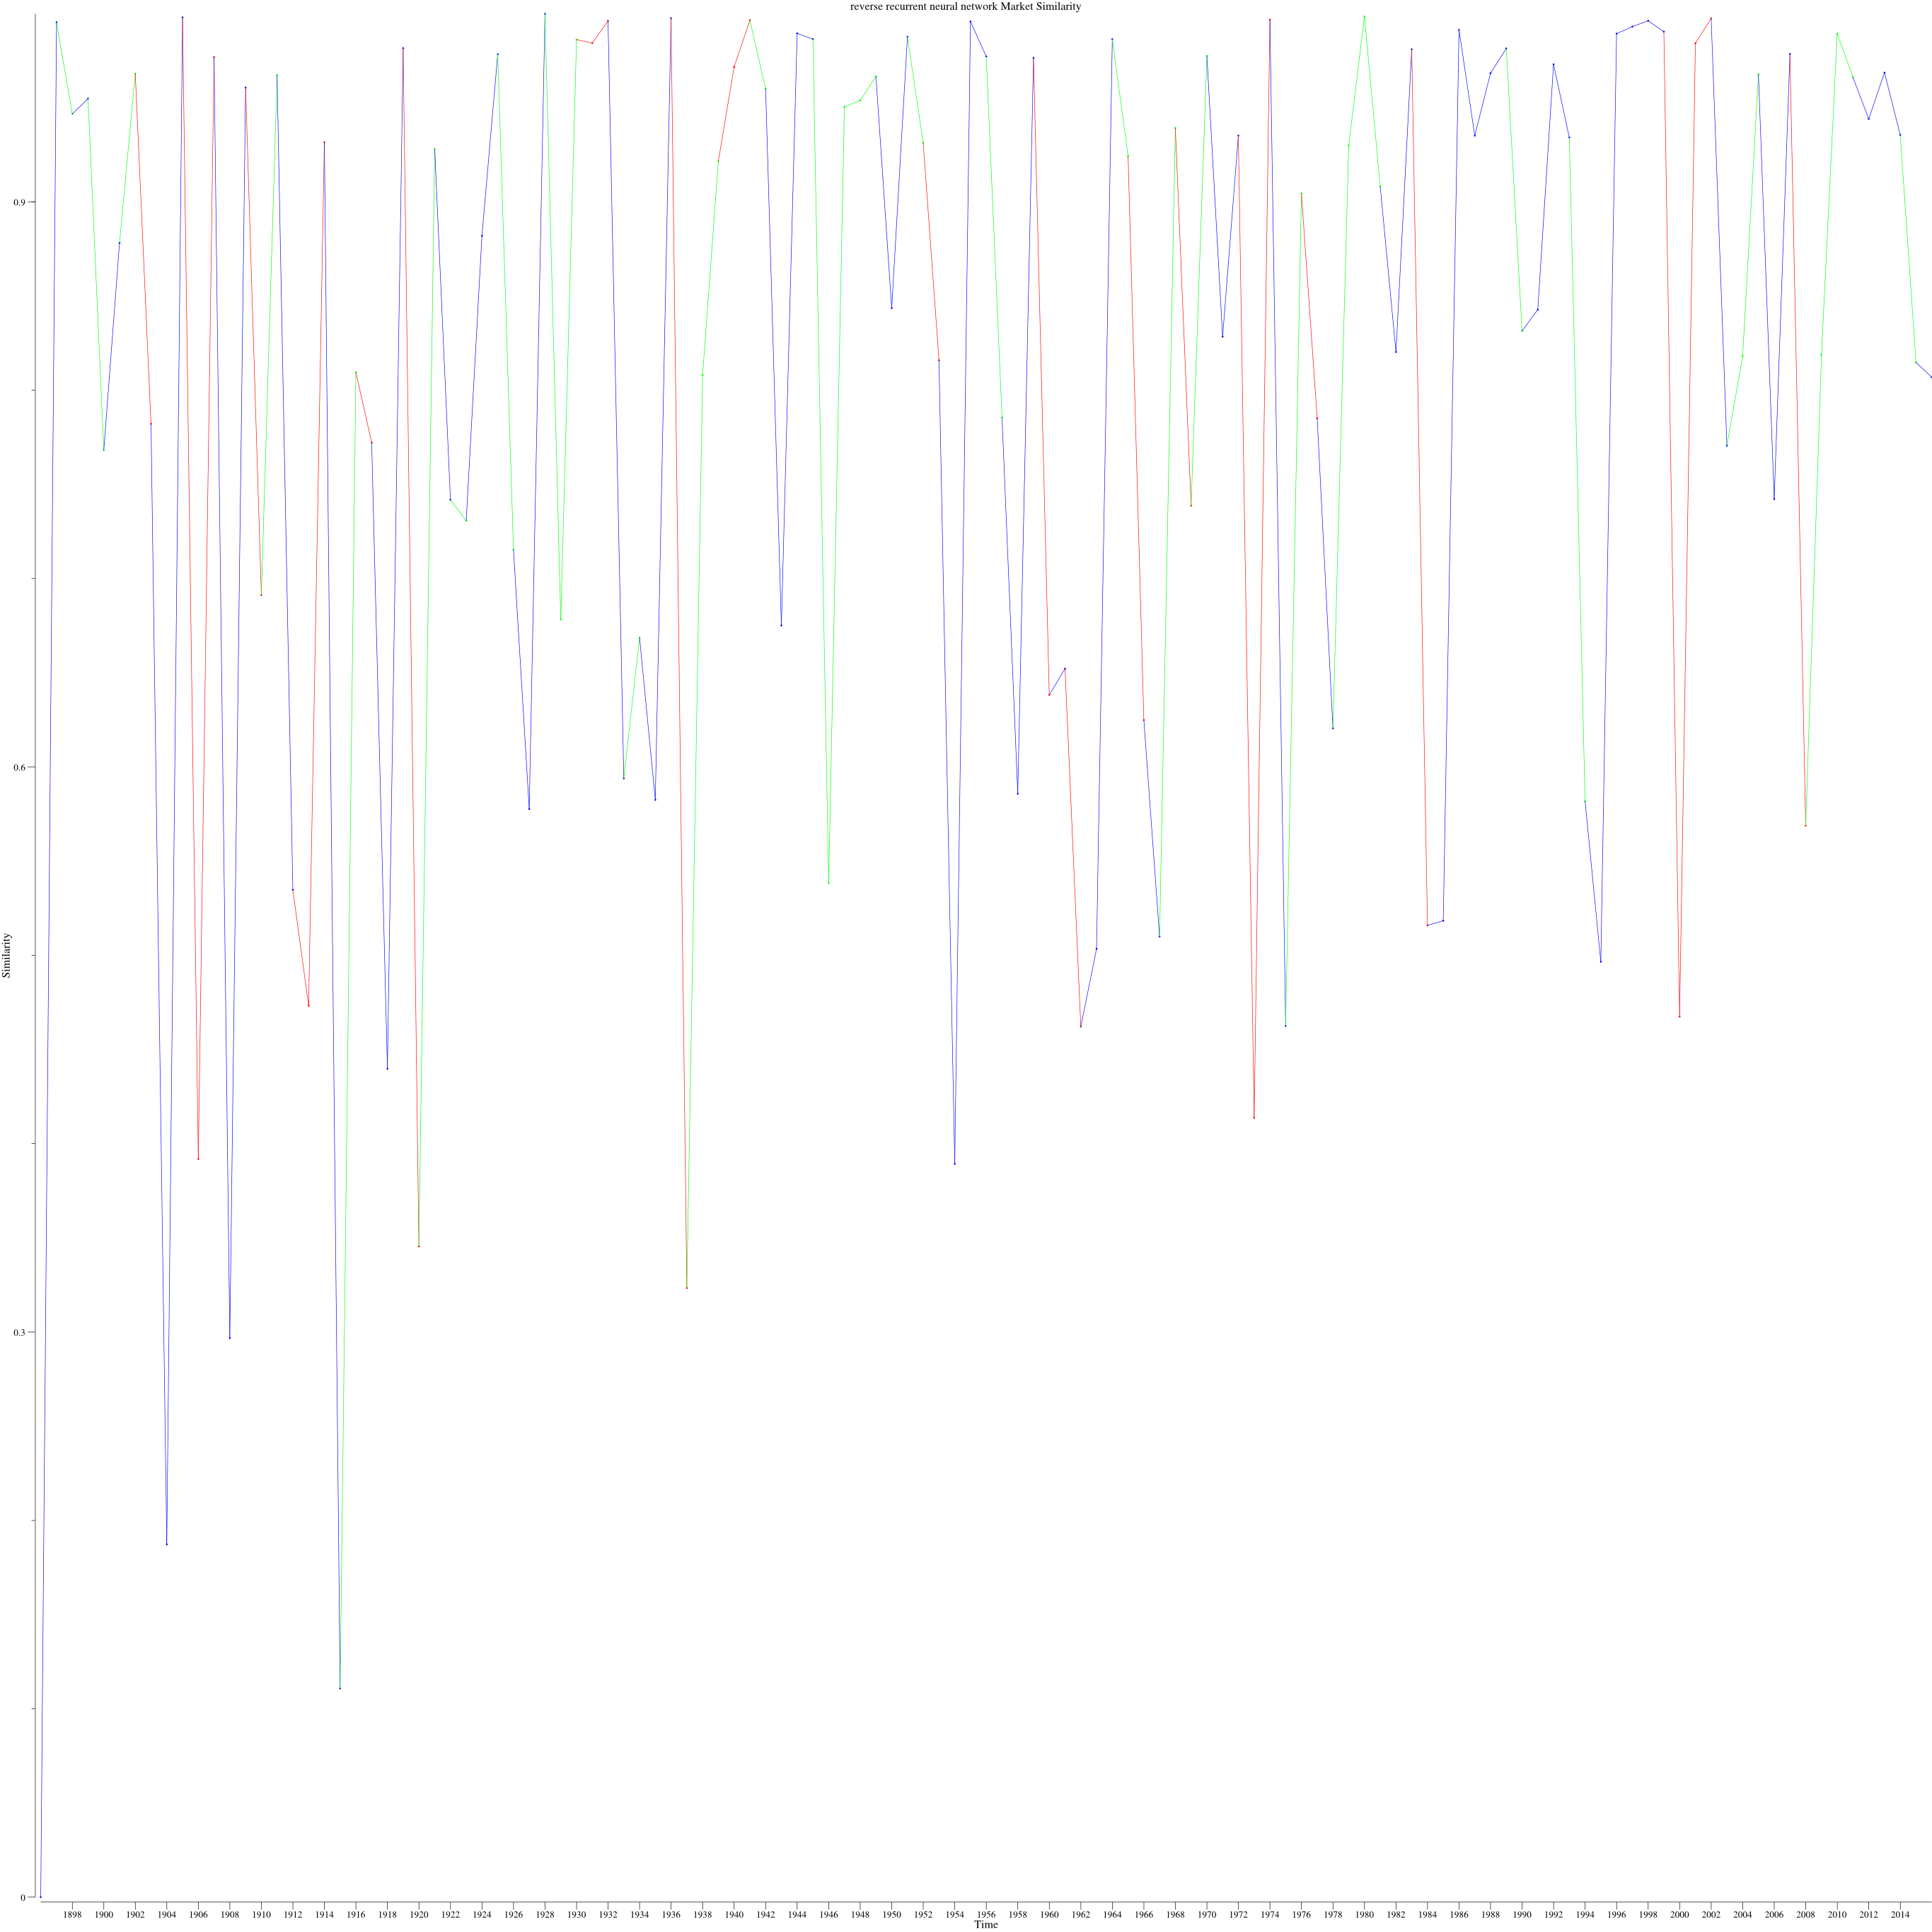 reverse recurrent neural network Market Similarity
0.9
0.6
Similarity
0.3
0
1898 1900 1902 1904 1906 1908 1910 1912 1914 1916 1918 1920 1922 1924 1926 1928 1930 1932 1934 1936 1938 1940 1942 1944 1946 1948 1950 1952 1954 1956 1958 1960 1962 1964 1966 1968 1970 1972 1974 1976 1978 1980 1982 1984 1986 1988 1990 1992 1994 1996 1998 2000 2002 2004 2006 2008 2010 2012 2014
Time